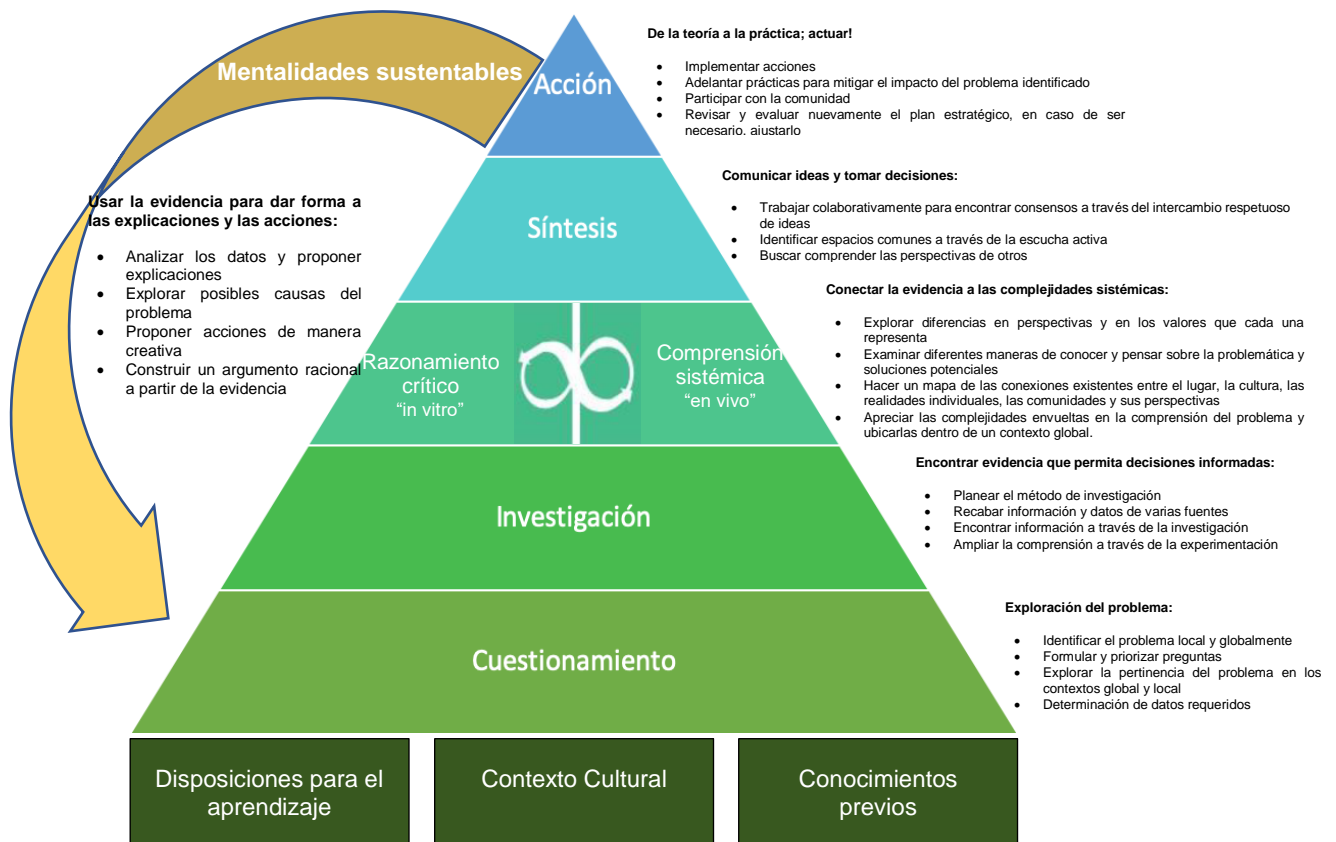 Mentalidades sustentables
Acción
De la teoría a la práctica; actuar!
• Implementar acciones
• Adelantar prácticas para mitigar el impacto del problema identificado
• Participar con la comunidad
• Revisar y evaluar nuevamente el plan estratégico, en caso de ser
necesario. aiustarlo
Síntesis
Comunicar ideas y tomar decisiones:
• Trabajar colaborativamente para encontrar consensos a través del intercambio respetuoso
de ideas
• Identificar espacios comunes a través de la escucha activa
• Buscar comprender las perspectivas de otros
Usar la evidencia para dar forma a
las explicaciones y las acciones:
• Analizar los datos y proponer
explicaciones
• Explorar posibles causas del
problema
• Proponer acciones de manera
creativa
• Construir un argumento racional
a partir de la evidencia
Razonamiento
crítico
“in vitro”
Comprensión
sistémica
“en vivo”
Conectar la evidencia a las complejidades sistémicas:
• Explorar diferencias en perspectivas y en los valores que cada una
representa
• Examinar diferentes maneras de conocer y pensar sobre la problemática y
soluciones potenciales
• Hacer un mapa de las conexiones existentes entre el lugar, la cultura, las
realidades individuales, las comunidades y sus perspectivas
• Apreciar las complejidades envueltas en la comprensión del problema y
ubicarlas dentro de un contexto global.
Investigación
Encontrar evidencia que permita decisiones informadas:
• Planear el método de investigación
• Recabar información y datos de varias fuentes
• Encontrar información a través de la investigación
• Ampliar la comprensión a través de la experimentación
Cuestionamiento
Exploración del problema:
• Identificar el problema local y globalmente
• Formular y priorizar preguntas
• Explorar la pertinencia del problema en los
contextos global y local
• Determinación de datos requeridos
Disposiciones para el
aprendizaje
Contexto Cultural
Conocimientos
previos